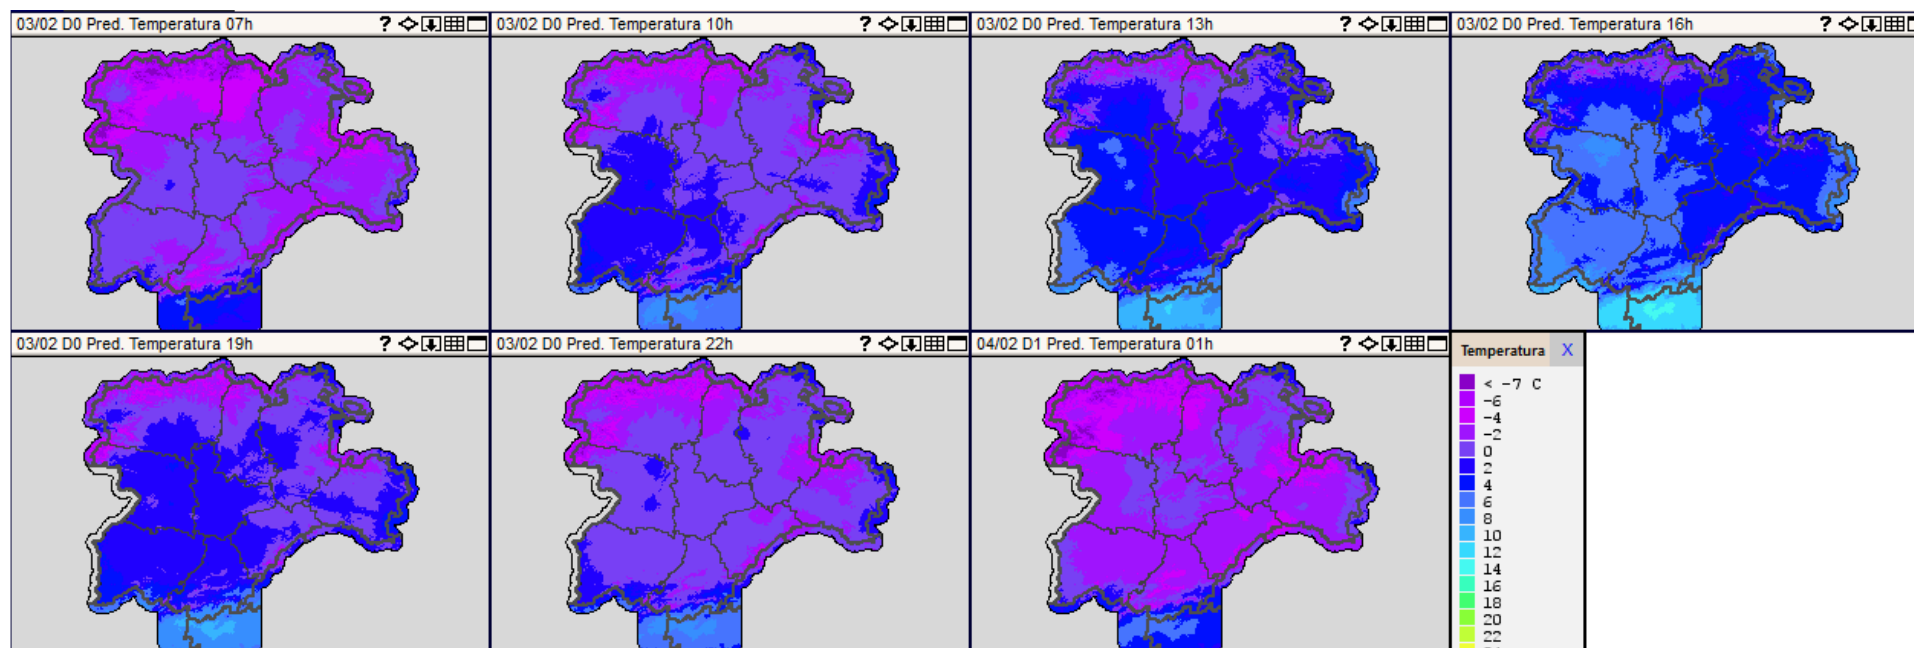 03/02 D0 Pred. Temperatura 07h ?
03/02 D0 Pred. Temperatura 10h ?
03/02 D0 Pred. Temperatura 13h ?
03/02 D0 Pred. Temperatura 16h ?
03/02 D0 Pred. Temperatura 19h ?
03/02 D0 Pred. Temperatura 22h ?
04/02 D1 Pred. Temperatura 01h ?
Temperatura X
< -7 C
-6
-4
-2
0
2
4
6
8
10
12
14
16
18
20
22